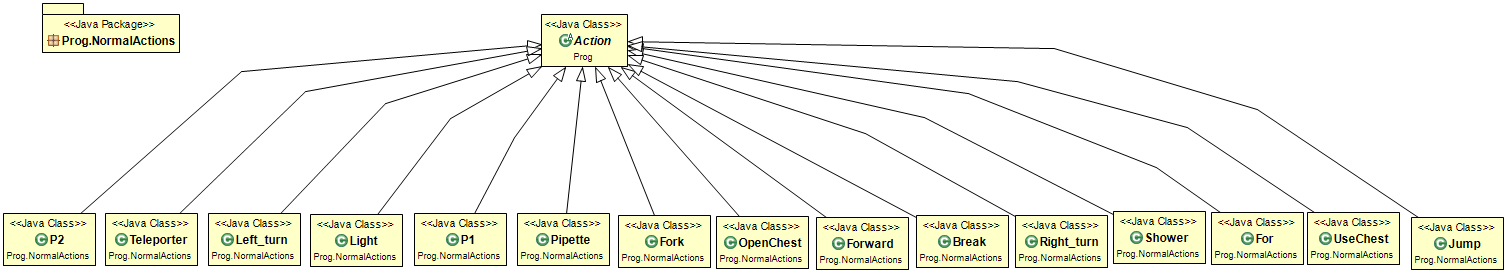 <<Java Package>>
Prog.NormalActions
<<Java Class>>
Action
Prog
<<Java Class>>
P2
Prog.NormalActions
<<Java Class>>
Teleporter
Prog.NormalActions
<<Java Class>>
Left_turn
Prog.NormalActions
<<Java Class>>
Light
Prog.NormalActions
<<Java Class>>
P1
Prog.NormalActions
<<Java Class>>
Pipette
Prog.NormalActions
<<Java Class>>
Fork
Prog.NormalActions
<<Java Class>>
OpenChest
Prog.NormalActions
<<Java Class>>
Forward
Prog.NormalActions
<<Java Class>>
Break
Prog.NormalActions
<<Java Class>>
Right_turn
Prog.NormalActions
<<Java Class>>
Shower
Prog.NormalActions
<<Java Class>>
For
Prog.NormalActions
<<Java Class>>
UseChest
Prog.NormalActions
<<Java Class>>
Jump
Prog.NormalActions